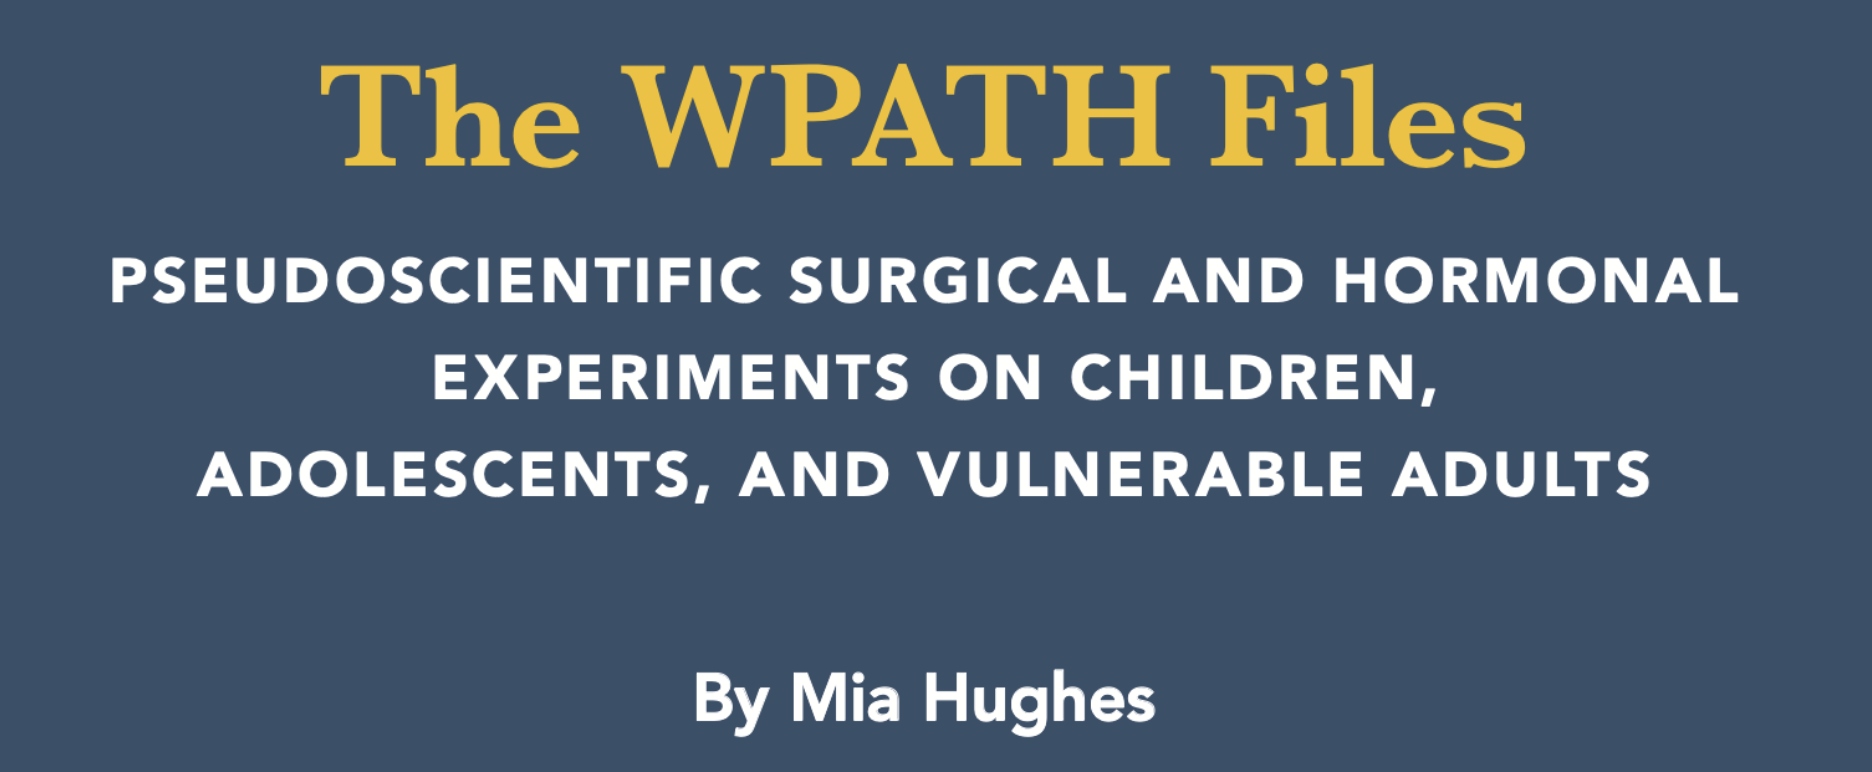 The WPATH Files
PSEUDOSCIENTIFIC SURGICAL AND HORMONAL
EXPERIMENTS ON CHILDREN,
ADOLESCENTS, AND VULNERABLE ADULTS
By Mia Hughes